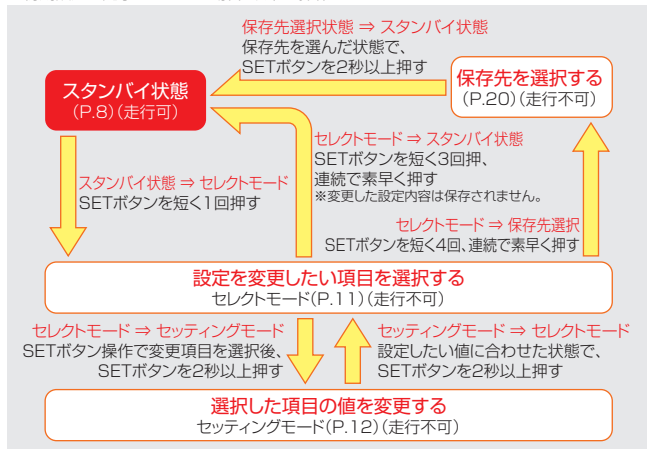 保存先選択状態 ⇒ スタンバイ状態
保存先を選んだ状態で、
SETボタンを2秒以上押す
スタンバイ状態
(P.8)(走行可)
保存先を選択する
(P.20)(走行不可)
セレクトモード ⇒ スタンバイ状態
SETボタンを短く3回押、
連続で素早く押す
※変更した設定内容は保存されません。
スタンバイ状態 ⇒ セレクトモード
SETボタンを短く1回押す
セレクトモード ⇒ 保存先選択
SETボタンを短く4回、連続で素早く押す
設定を変更したい項目を選択する
セレクトモード(P.11)(走行不可)
セレクトモード ⇒ セッティングモード
SETボタン操作で変更項目を選択後、
SETボタンを2秒以上押す
セッティングモード ⇒ セレクトモード
設定したい値に合わせた状態で、
SETボタンを2秒以上押す
選択した項目の値を変更する
セッティングモード(P.12)(走行不可)